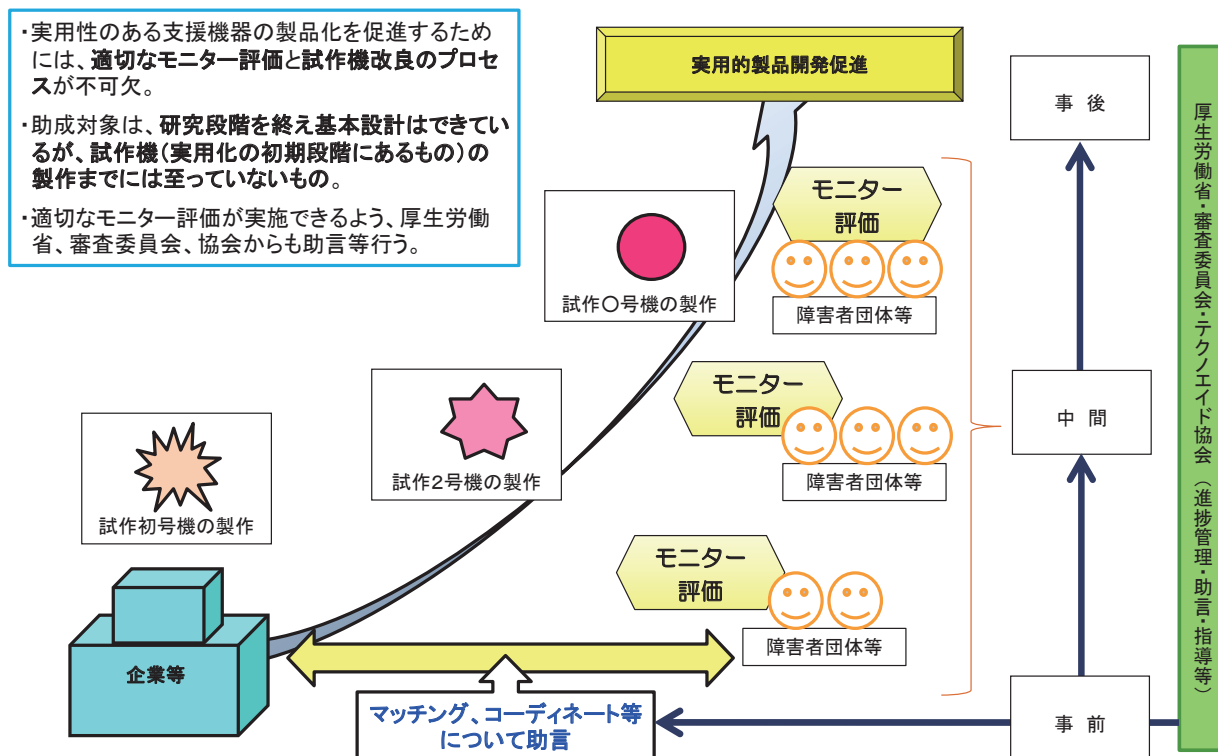 ・実用性のある支援機器の製品化を促進するため
には、適切なモニター評価と試作機改良のプロセ
スが不可欠。
・助成対象は、研究段階を終え基本設計はできてい
るが、試作機（実用化の初期段階にあるもの）の
製作までには至っていないもの。
・適切なモニター評価が実施できるよう、厚生労働
省、審査委員会、協会からも助言等行う。
実用的製品開発促進
事 後
厚生労働省・審査委員会・テクノエイド協会（進捗管理・助言・指導等）
モニター
評価
障害者団体等
試作〇号機の製作
モニター
評価
障害者団体等
中 間
試作２号機の製作
試作初号機の製作
モニター
評価
障害者団体等
企業等
マッチング、コーディネート等
について助言
事 前